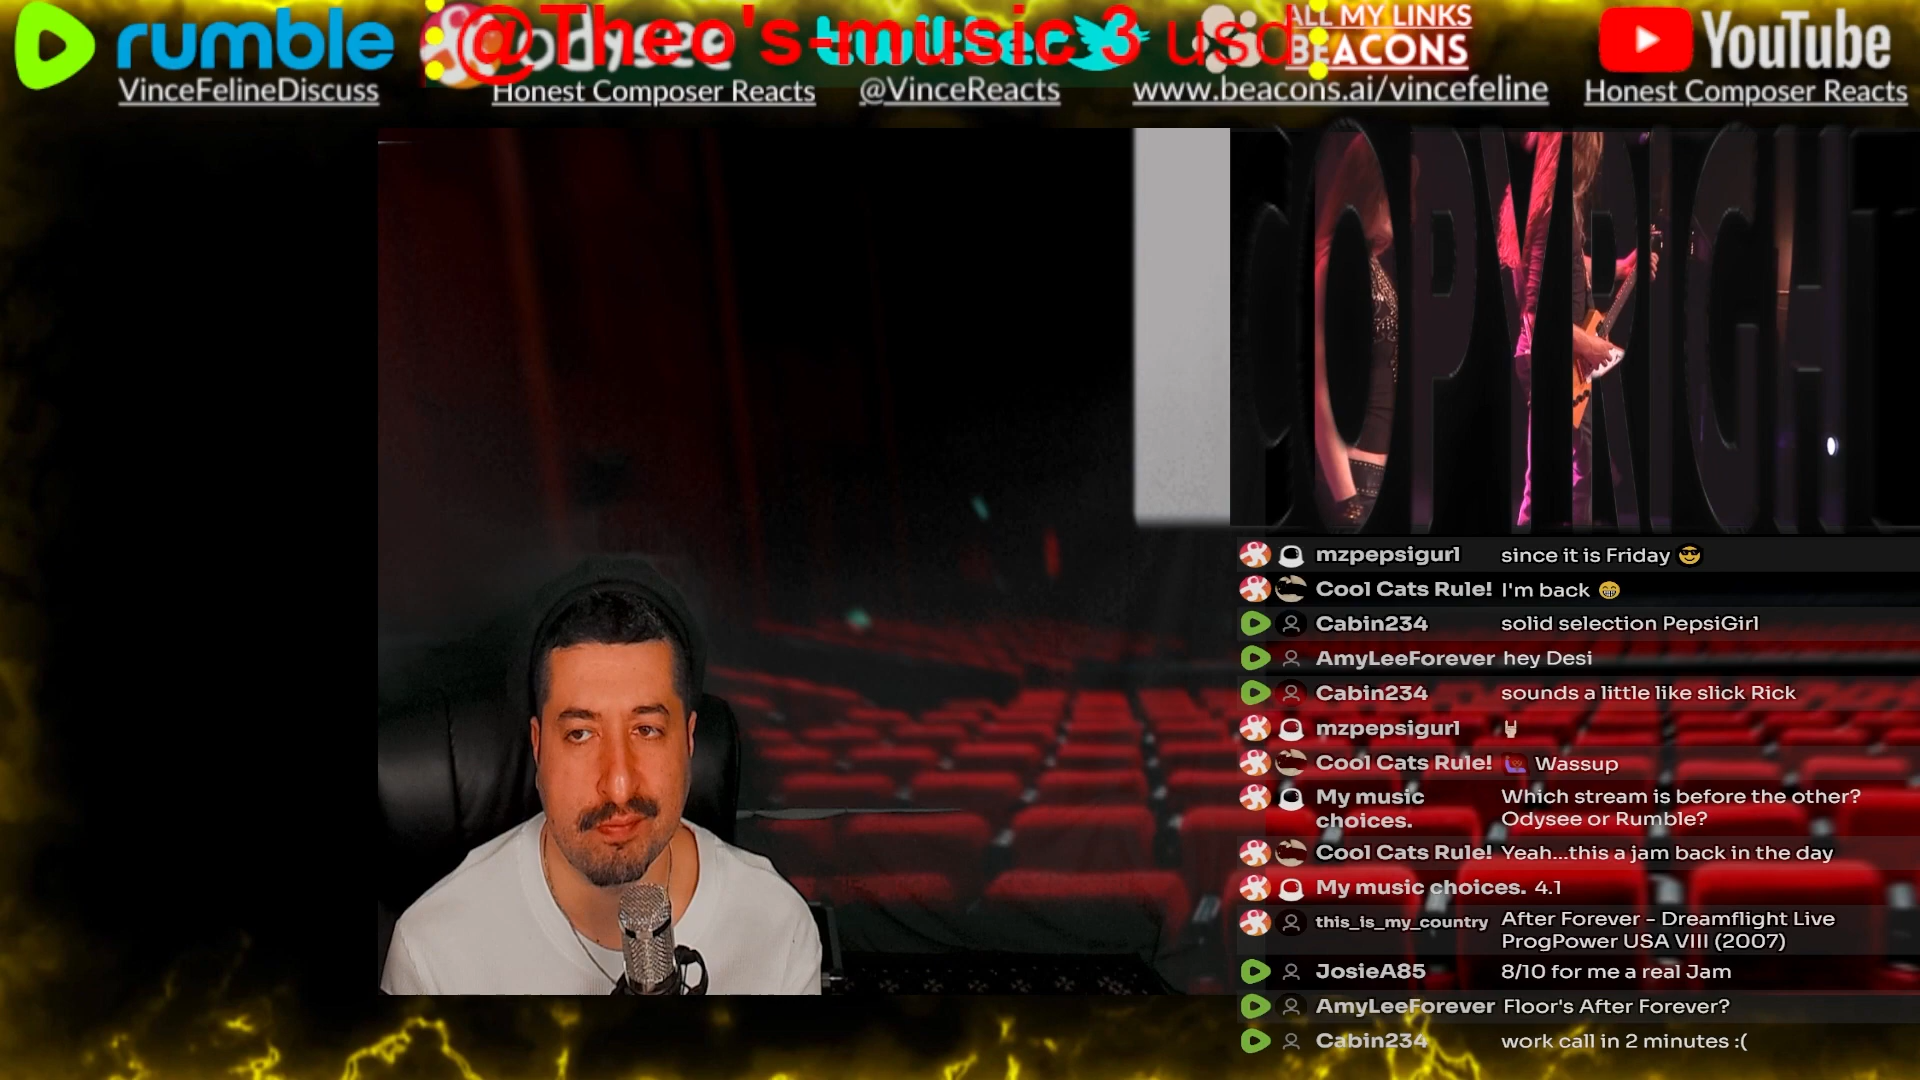 rumble
VinceFelineDiscuss
odysee
Honest Composer Reacts
@Theo's-music 3 usd
twitter
@VinceReacts
ALL MY LINKS
BEACONS
www.beacons.ai/vincefeline
YouTube
Honest Composer Reacts
COPYRIGHT
mzpepsigurl since it is Friday 😎
Cool Cats Rule! I'm back 😁
Cabin234 solid selection PepsiGirl
AmyLeeForever hey Desi
Cabin234 sounds a little like slick Rick
mzpepsigurl 🤘
Cool Cats Rule! Wassup
My music choices. Which stream is before the other?
Odysee or Rumble?
Cool Cats Rule! Yeah...this a jam back in the day
My music choices. 4.1
this_is_my_country After Forever - Dreamflight Live
ProgPower USA VIII (2007)
JosieA85 8/10 for me a real Jam
AmyLeeForever Floor's After Forever?
Cabin234 work call in 2 minutes :(